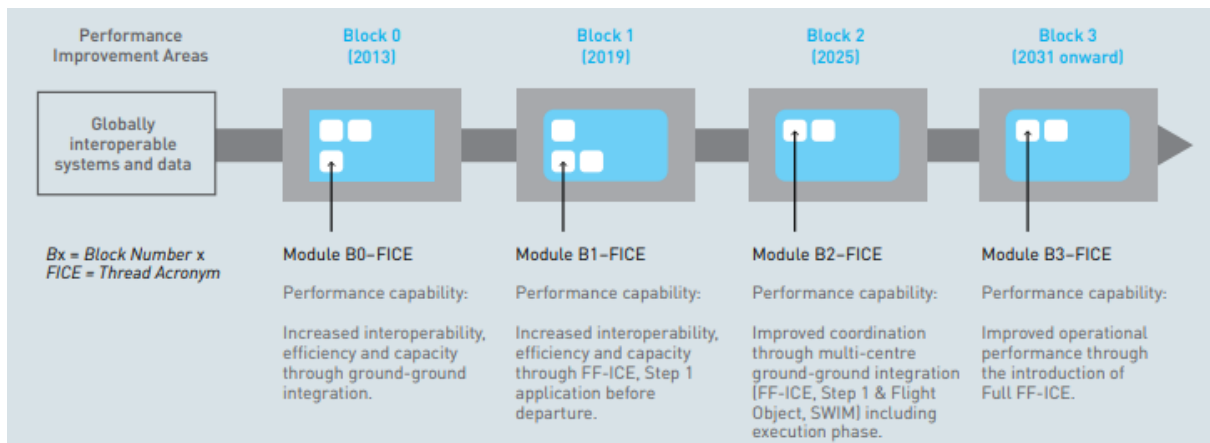 Performance
Improvement Areas
Block 0
(2013)
Block 1
(2019)
Block 2
(2025)
Block 3
(2031 onward)
Globally
interoperable
systems and data
Bx = Block Number x
FICE = Thread Acronym
Module B0–FICE
Performance capability:
Increased interoperability,
efficiency and capacity
through ground-ground
integration.
Module B1–FICE
Performance capability:
Increased interoperability,
efficiency and capacity
through FF-ICE, Step 1
application before
departure.
Module B2–FICE
Performance capability:
Improved coordination
through multi-centre
ground-ground integration
(FF-ICE, Step 1 & Flight
Object, SWIM) including
execution phase.
Module B3–FICE
Performance capability:
Improved operational
performance through
the introduction of
Full FF-ICE.